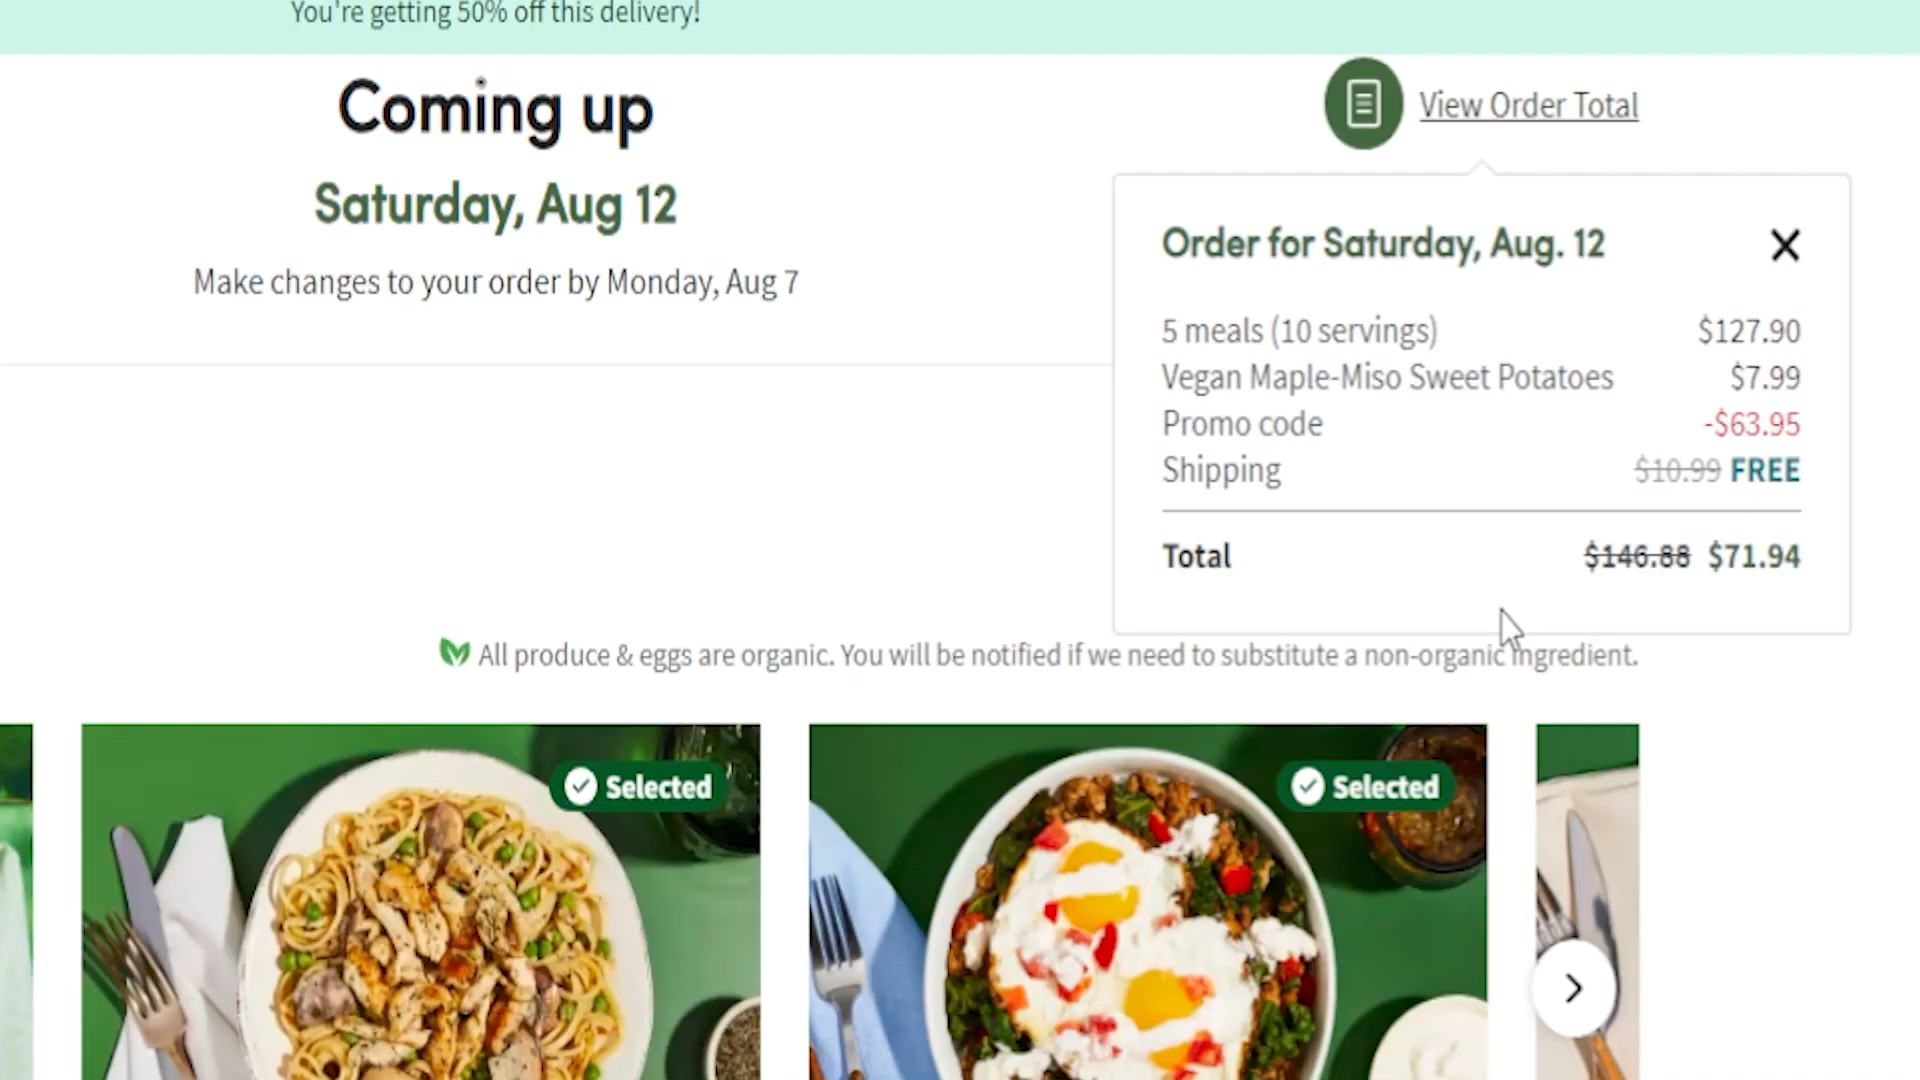 You're getting 50% off this delivery!
Coming up
Saturday, Aug 12
Make changes to your order by Monday, Aug 7
View Order Total
Order for Saturday, Aug. 12
5 meals (10 servings) $127.90
Vegan Maple-Miso Sweet Potatoes $7.99
Promo code -$63.95
Shipping $10.99 FREE
Total $146.88 $71.94
All produce & eggs are organic. You will be notified if we need to substitute a non-organic ingredient.
Selected
Selected